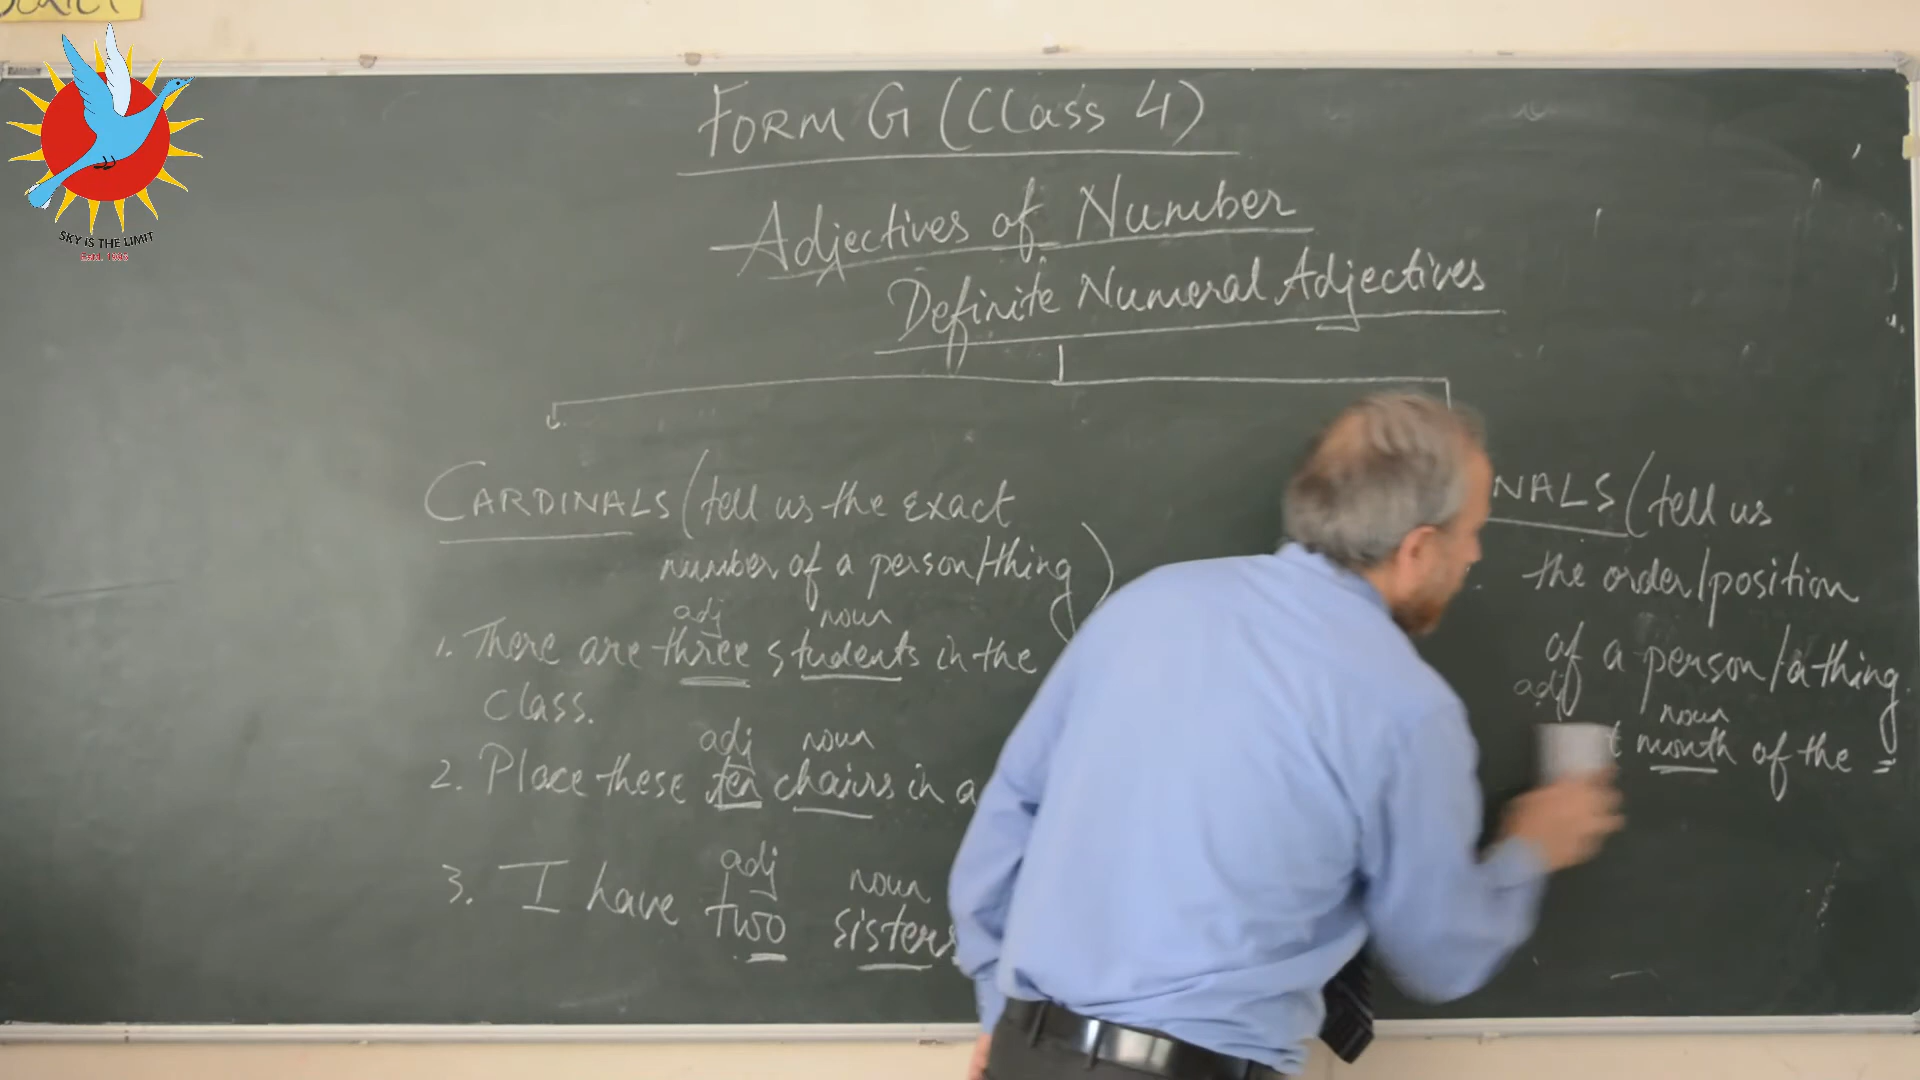 FORM G (Class 4)
Adjectives of Number
Definite Numeral Adjectives
CARDINALS (tell us the exact
number of a person/thing)
adj noun
1. There are three students in the
class.
adj noun
2. Place these ten chairs in a
adj noun
3. I have two sisters
NALS (tell us
the order/position
of a person/a thing
adj noun
t month of the
SKY IS THE LIMIT
Estd. 1996